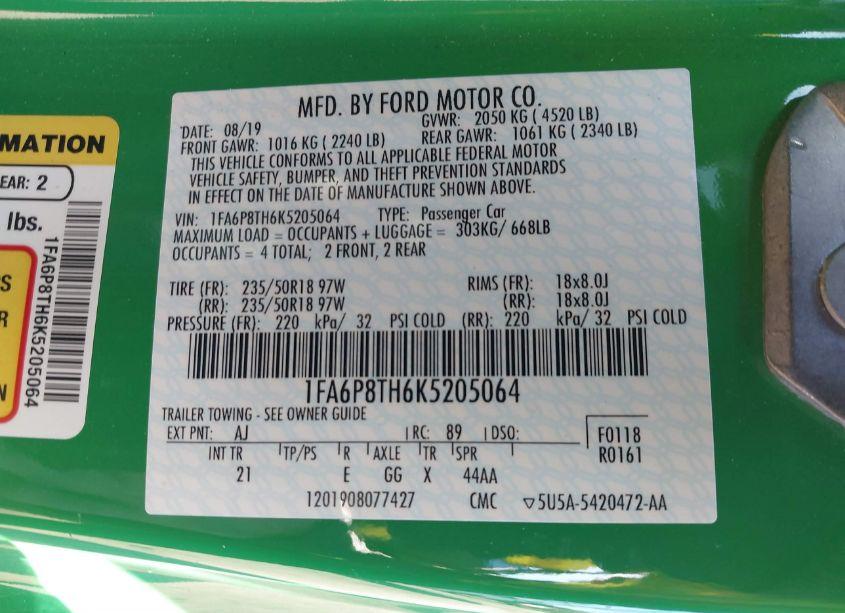 MATION
EAR: 2
lbs.
1FA6P8TH6K5205064
MFD. BY FORD MOTOR CO.
DATE: 08/19 GVWR: 2050 KG ( 4520 LB)
FRONT GAWR: 1016 KG ( 2240 LB) REAR GAWR: 1061 KG ( 2340 LB)
THIS VEHICLE CONFORMS TO ALL APPLICABLE FEDERAL MOTOR
VEHICLE SAFETY, BUMPER, AND THEFT PREVENTION STANDARDS
IN EFFECT ON THE DATE OF MANUFACTURE SHOWN ABOVE.
VIN: 1FA6P8TH6K5205064 TYPE: Passenger Car
MAXIMUM LOAD = OCCUPANTS + LUGGAGE = 303KG/ 668LB
OCCUPANTS = 4 TOTAL; 2 FRONT, 2 REAR
TIRE (FR): 235/50R18 97W RIMS (FR): 18x8.0J
(RR): 235/50R18 97W (RR): 18x8.0J
PRESSURE (FR): 220 kPa/ 32 PSI COLD (RR): 220 kPa/ 32 PSI COLD
1FA6P8TH6K5205064
TRAILER TOWING - SEE OWNER GUIDE
EXT PNT: AJ RC: 89 DSO: F0118
R0161
INT TR TP/PS R AXLE TR SPR
21 E GG X 44AA
1201908077427 CMC ▽5U5A-5420472-AA